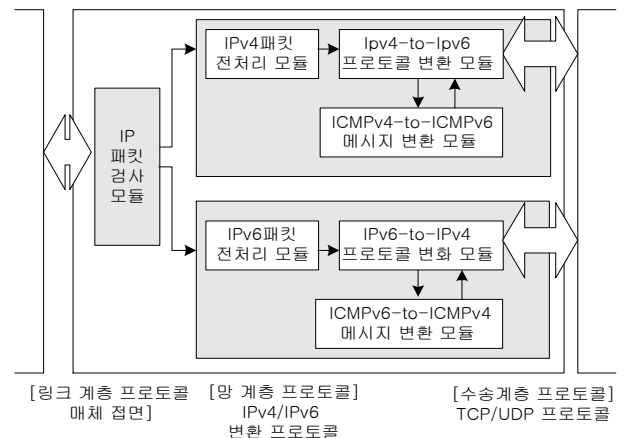 IPv4패킷
전처리 모듈
Ipv4-to-Ipv6
프로토콜 변환 모듈
ICMPv4-to-ICMPv6
메시지 변환 모듈
IP
패킷
검사
모듈
IPv6패킷
전처리 모듈
IPv6-to-IPv4
프로토콜 변화 모듈
ICMPv6-to-ICMPv4
메시지 변환 모듈
[링크 계층 프로토콜
매체 접면]
[망 계층 프로토콜]
IPv4/IPv6
변환 프로토콜
[수송계층 프로토콜]
TCP/UDP 프로토콜